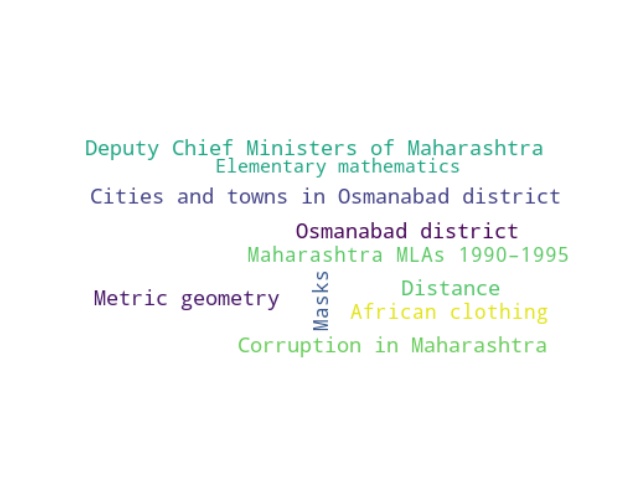 Deputy Chief Ministers of Maharashtra
Elementary mathematics
Cities and towns in Osmanabad district
Osmanabad district
Maharashtra MLAs 1990–1995
Masks
Distance
Metric geometry
African clothing
Corruption in Maharashtra